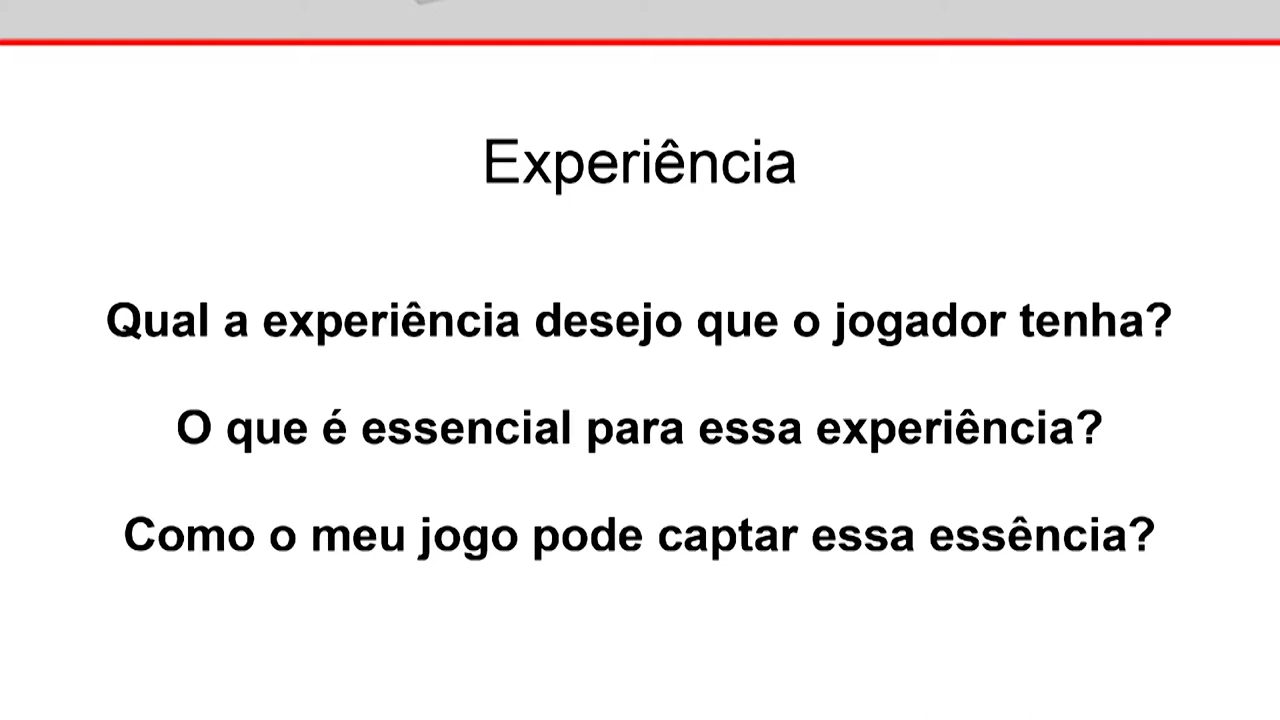 Experiência
Qual a experiência desejo que o jogador tenha?
O que é essencial para essa experiência?
Como o meu jogo pode captar essa essência?